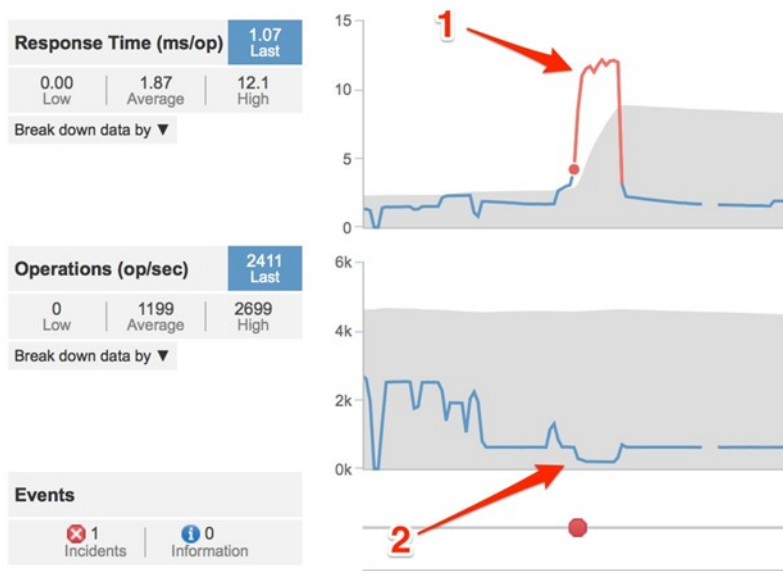 Response Time (ms/op)
1.07
Last
0.00
Low
1.87
Average
12.1
High
Break down data by ▼
15
10
5
0
1
Operations (op/sec)
2411
Last
0
Low
1199
Average
2699
High
Break down data by ▼
6k
4k
2k
0k
2
Events
1
Incidents
0
Information